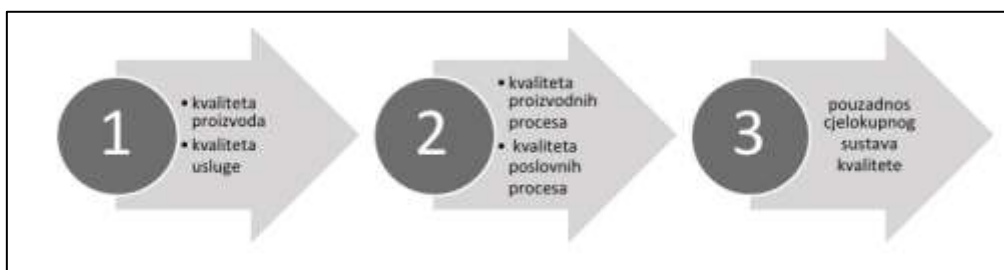 1
• kvaliteta
proizvoda
• kvaliteta
usluge
2
• kvaliteta
proizvodnih
procesa
• kvaliteta
poslovnih
procesa
3
pouzadnos
cjelokupnog
sustava
kvalitete